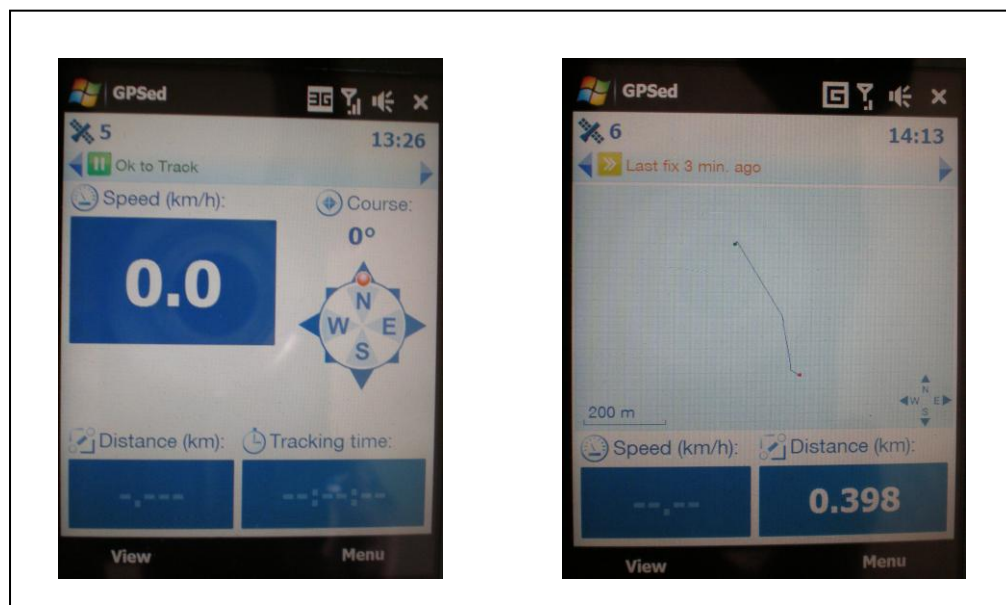 GPSed
3G
5
13:26
Ok to Track
Speed (km/h):
Course:
0.0
0°
N
W E
S
Distance (km):
Tracking time:
-.---
--:--:--
View
Menu
GPSed
G
6
14:13
Last fix 3 min. ago
200 m
N
W E
S
Speed (km/h):
Distance (km):
--.--
0.398
View
Menu